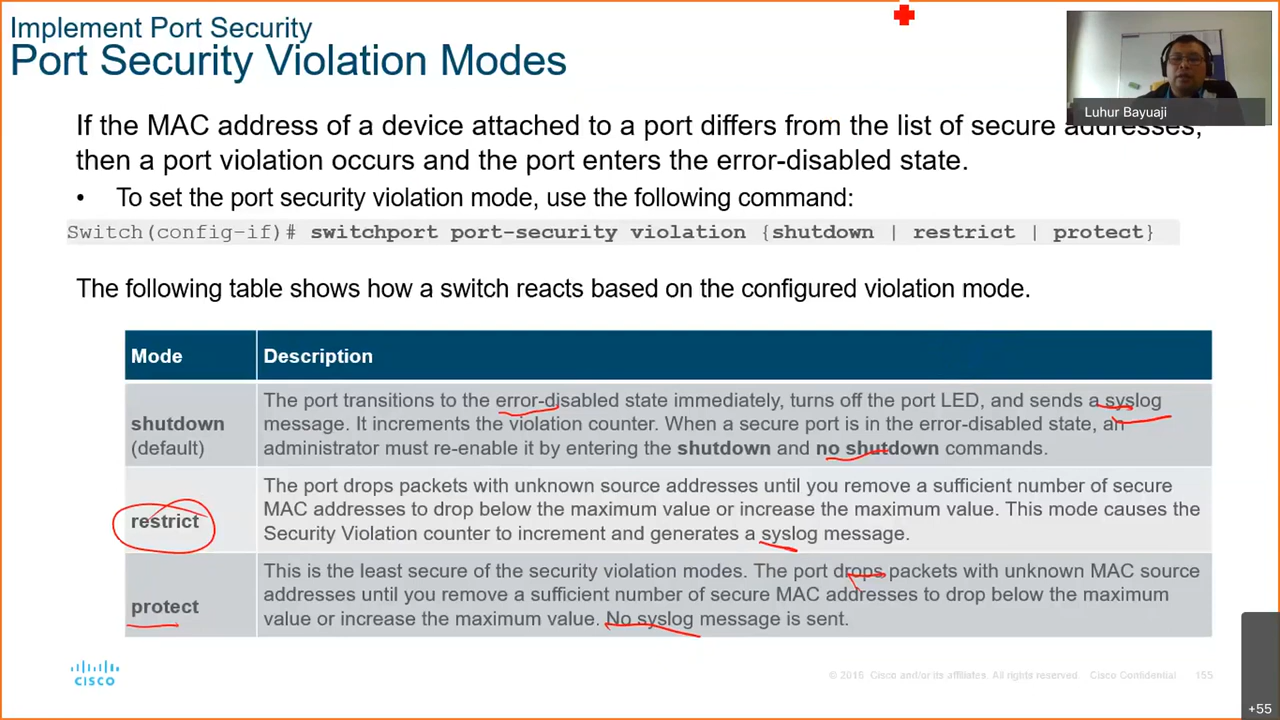 Implement Port Security
Port Security Violation Modes
Luhur Bayuaji
If the MAC address of a device attached to a port differs from the list of secure addresses,
then a port violation occurs and the port enters the error-disabled state.
• To set the port security violation mode, use the following command:
Switch(config-if)# switchport port-security violation {shutdown | restrict | protect}
The following table shows how a switch reacts based on the configured violation mode.
Mode Description
shutdown
(default)
The port transitions to the error-disabled state immediately, turns off the port LED, and sends a syslog
message. It increments the violation counter. When a secure port is in the error-disabled state, an
administrator must re-enable it by entering the shutdown and no shutdown commands.
restrict
The port drops packets with unknown source addresses until you remove a sufficient number of secure
MAC addresses to drop below the maximum value or increase the maximum value. This mode causes the
Security Violation counter to increment and generates a syslog message.
protect
This is the least secure of the security violation modes. The port drops packets with unknown MAC source
addresses until you remove a sufficient number of secure MAC addresses to drop below the maximum
value or increase the maximum value. No syslog message is sent.
CISCO
© 2016 Cisco and/or its affiliates. All rights reserved. Cisco Confidential 155
+55